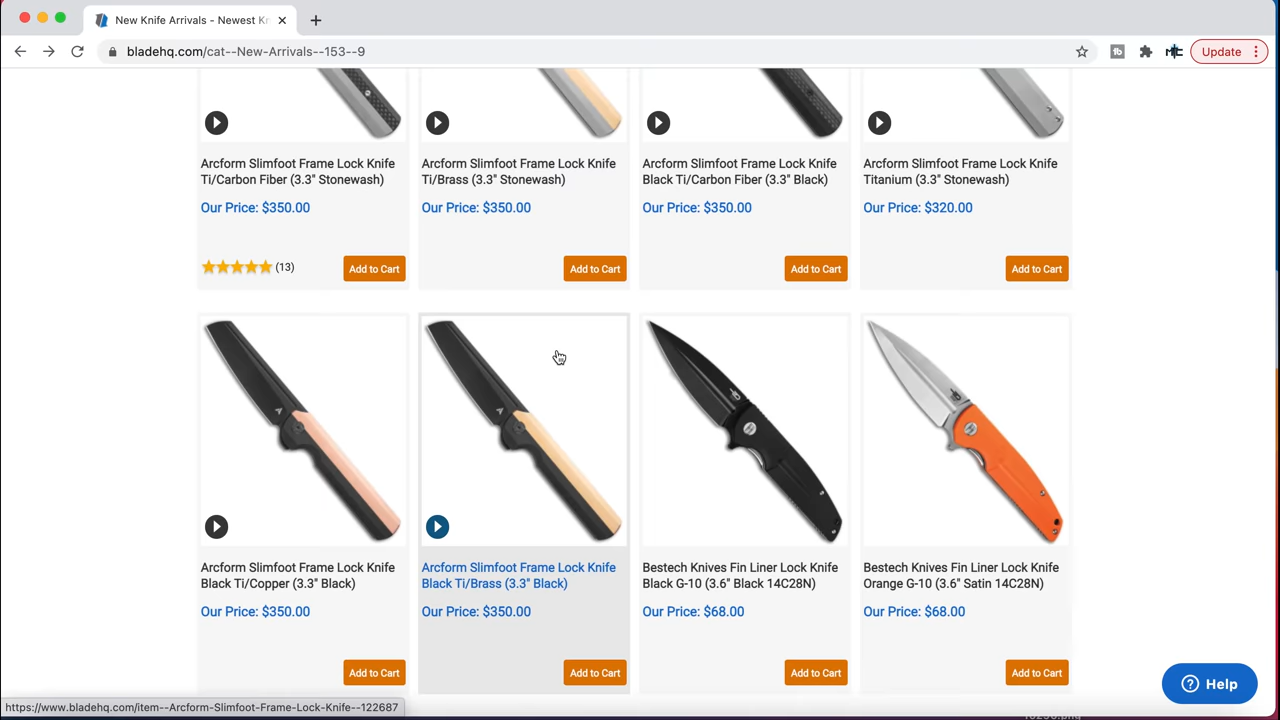 New Knife Arrivals - Newest Kn
bladehq.com/cat--New-Arrivals--153--9
Update
Arcform Slimfoot Frame Lock Knife
Ti/Carbon Fiber (3.3" Stonewash)
Our Price: $350.00
(13)
Add to Cart
Arcform Slimfoot Frame Lock Knife
Ti/Brass (3.3" Stonewash)
Our Price: $350.00
Add to Cart
Arcform Slimfoot Frame Lock Knife
Black Ti/Carbon Fiber (3.3" Black)
Our Price: $350.00
Add to Cart
Arcform Slimfoot Frame Lock Knife
Titanium (3.3" Stonewash)
Our Price: $320.00
Add to Cart
Arcform Slimfoot Frame Lock Knife
Black Ti/Copper (3.3" Black)
Our Price: $350.00
Add to Cart
Arcform Slimfoot Frame Lock Knife
Black Ti/Brass (3.3" Black)
Our Price: $350.00
Add to Cart
Bestech Knives Fin Liner Lock Knife
Black G-10 (3.6" Black 14C28N)
Our Price: $68.00
Add to Cart
Bestech Knives Fin Liner Lock Knife
Orange G-10 (3.6" Satin 14C28N)
Our Price: $68.00
Add to Cart
Help
https://www.bladehq.com/item--Arcform-Slimfoot-Frame-Lock-Knife--122687